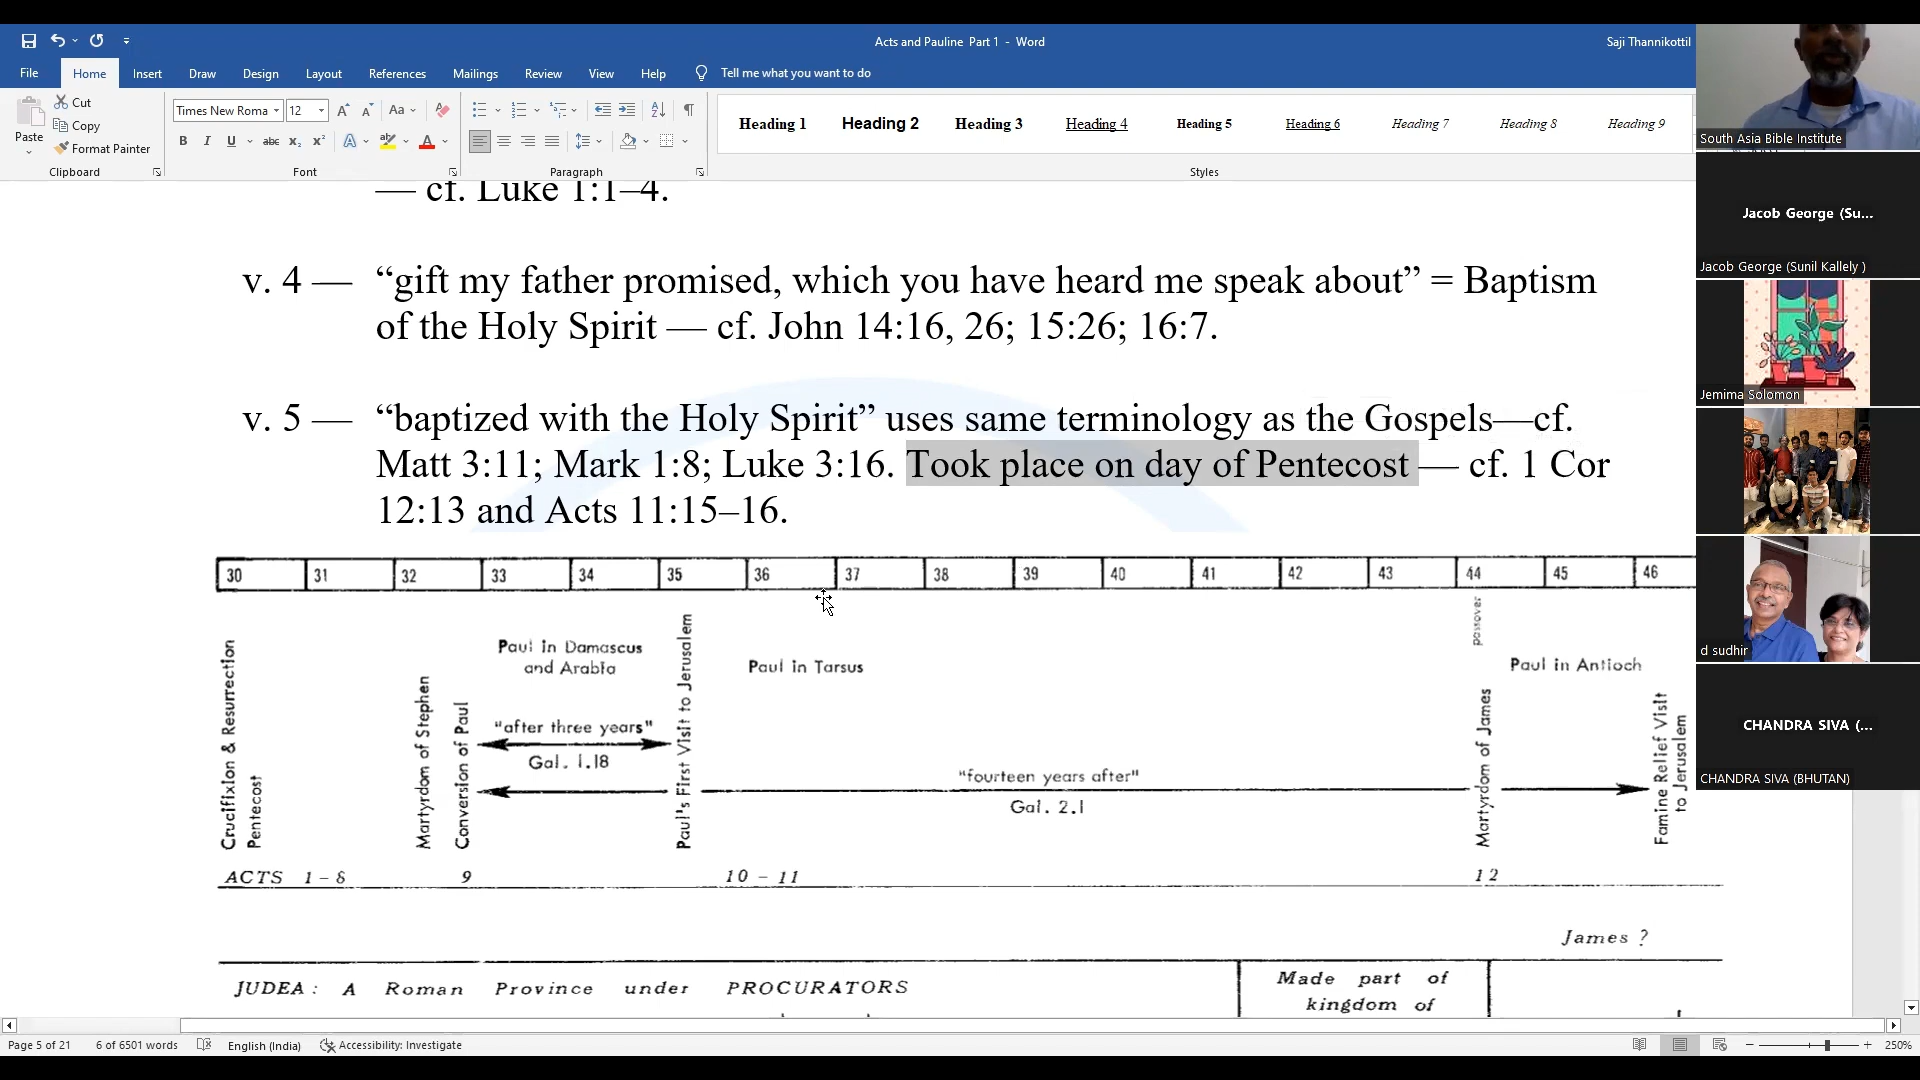 Acts and Pauline  Part 1  -  Word
Saji Thannikottil
File Home Insert Draw Design Layout References Mailings Review View Help Tell me what you want to do
Paste
Cut
Copy
Format Painter
Times New Roma 12
Clipboard Font Paragraph Styles
Heading 1 Heading 2 Heading 3 Heading 4 Heading 5 Heading 6 Heading 7 Heading 8 Heading 9
— cf. Luke 1:1–4.
v. 4 — “gift my father promised, which you have heard me speak about” = Baptism
of the Holy Spirit — cf. John 14:16, 26; 15:26; 16:7.
v. 5 — “baptized with the Holy Spirit” uses same terminology as the Gospels—cf.
Matt 3:11; Mark 1:8; Luke 3:16. Took place on day of Pentecost — cf. 1 Cor
12:13 and Acts 11:15–16.
30 31 32 33 34 35 36 37 38 39 40 41 42 43 44 45 46
Crucifixion & Resurrection
Pentecost
Martyrdom of Stephen
Conversion of Paul
Paul in Damascus
and Arabia
"after three years"
Gal. 1.18
Paul's First Visit to Jerusalem
Paul in Tarsus
"fourteen years after"
Gal. 2.1
passover
Martyrdom of James
Paul in Antioch
Famine Relief Visit
to Jerusalem
ACTS 1 - 8 9 10 - 11 12
James ?
JUDEA: A Roman Province under PROCURATORS
Made part of
kingdom of
South Asia Bible Institute
Jacob George (Su...
Jacob George (Sunil Kallely )
Jemima Solomon
d sudhir
CHANDRA SIVA (...
CHANDRA SIVA (BHUTAN)
Page 5 of 21 6 of 6501 words English (India) Accessibility: Investigate 250%